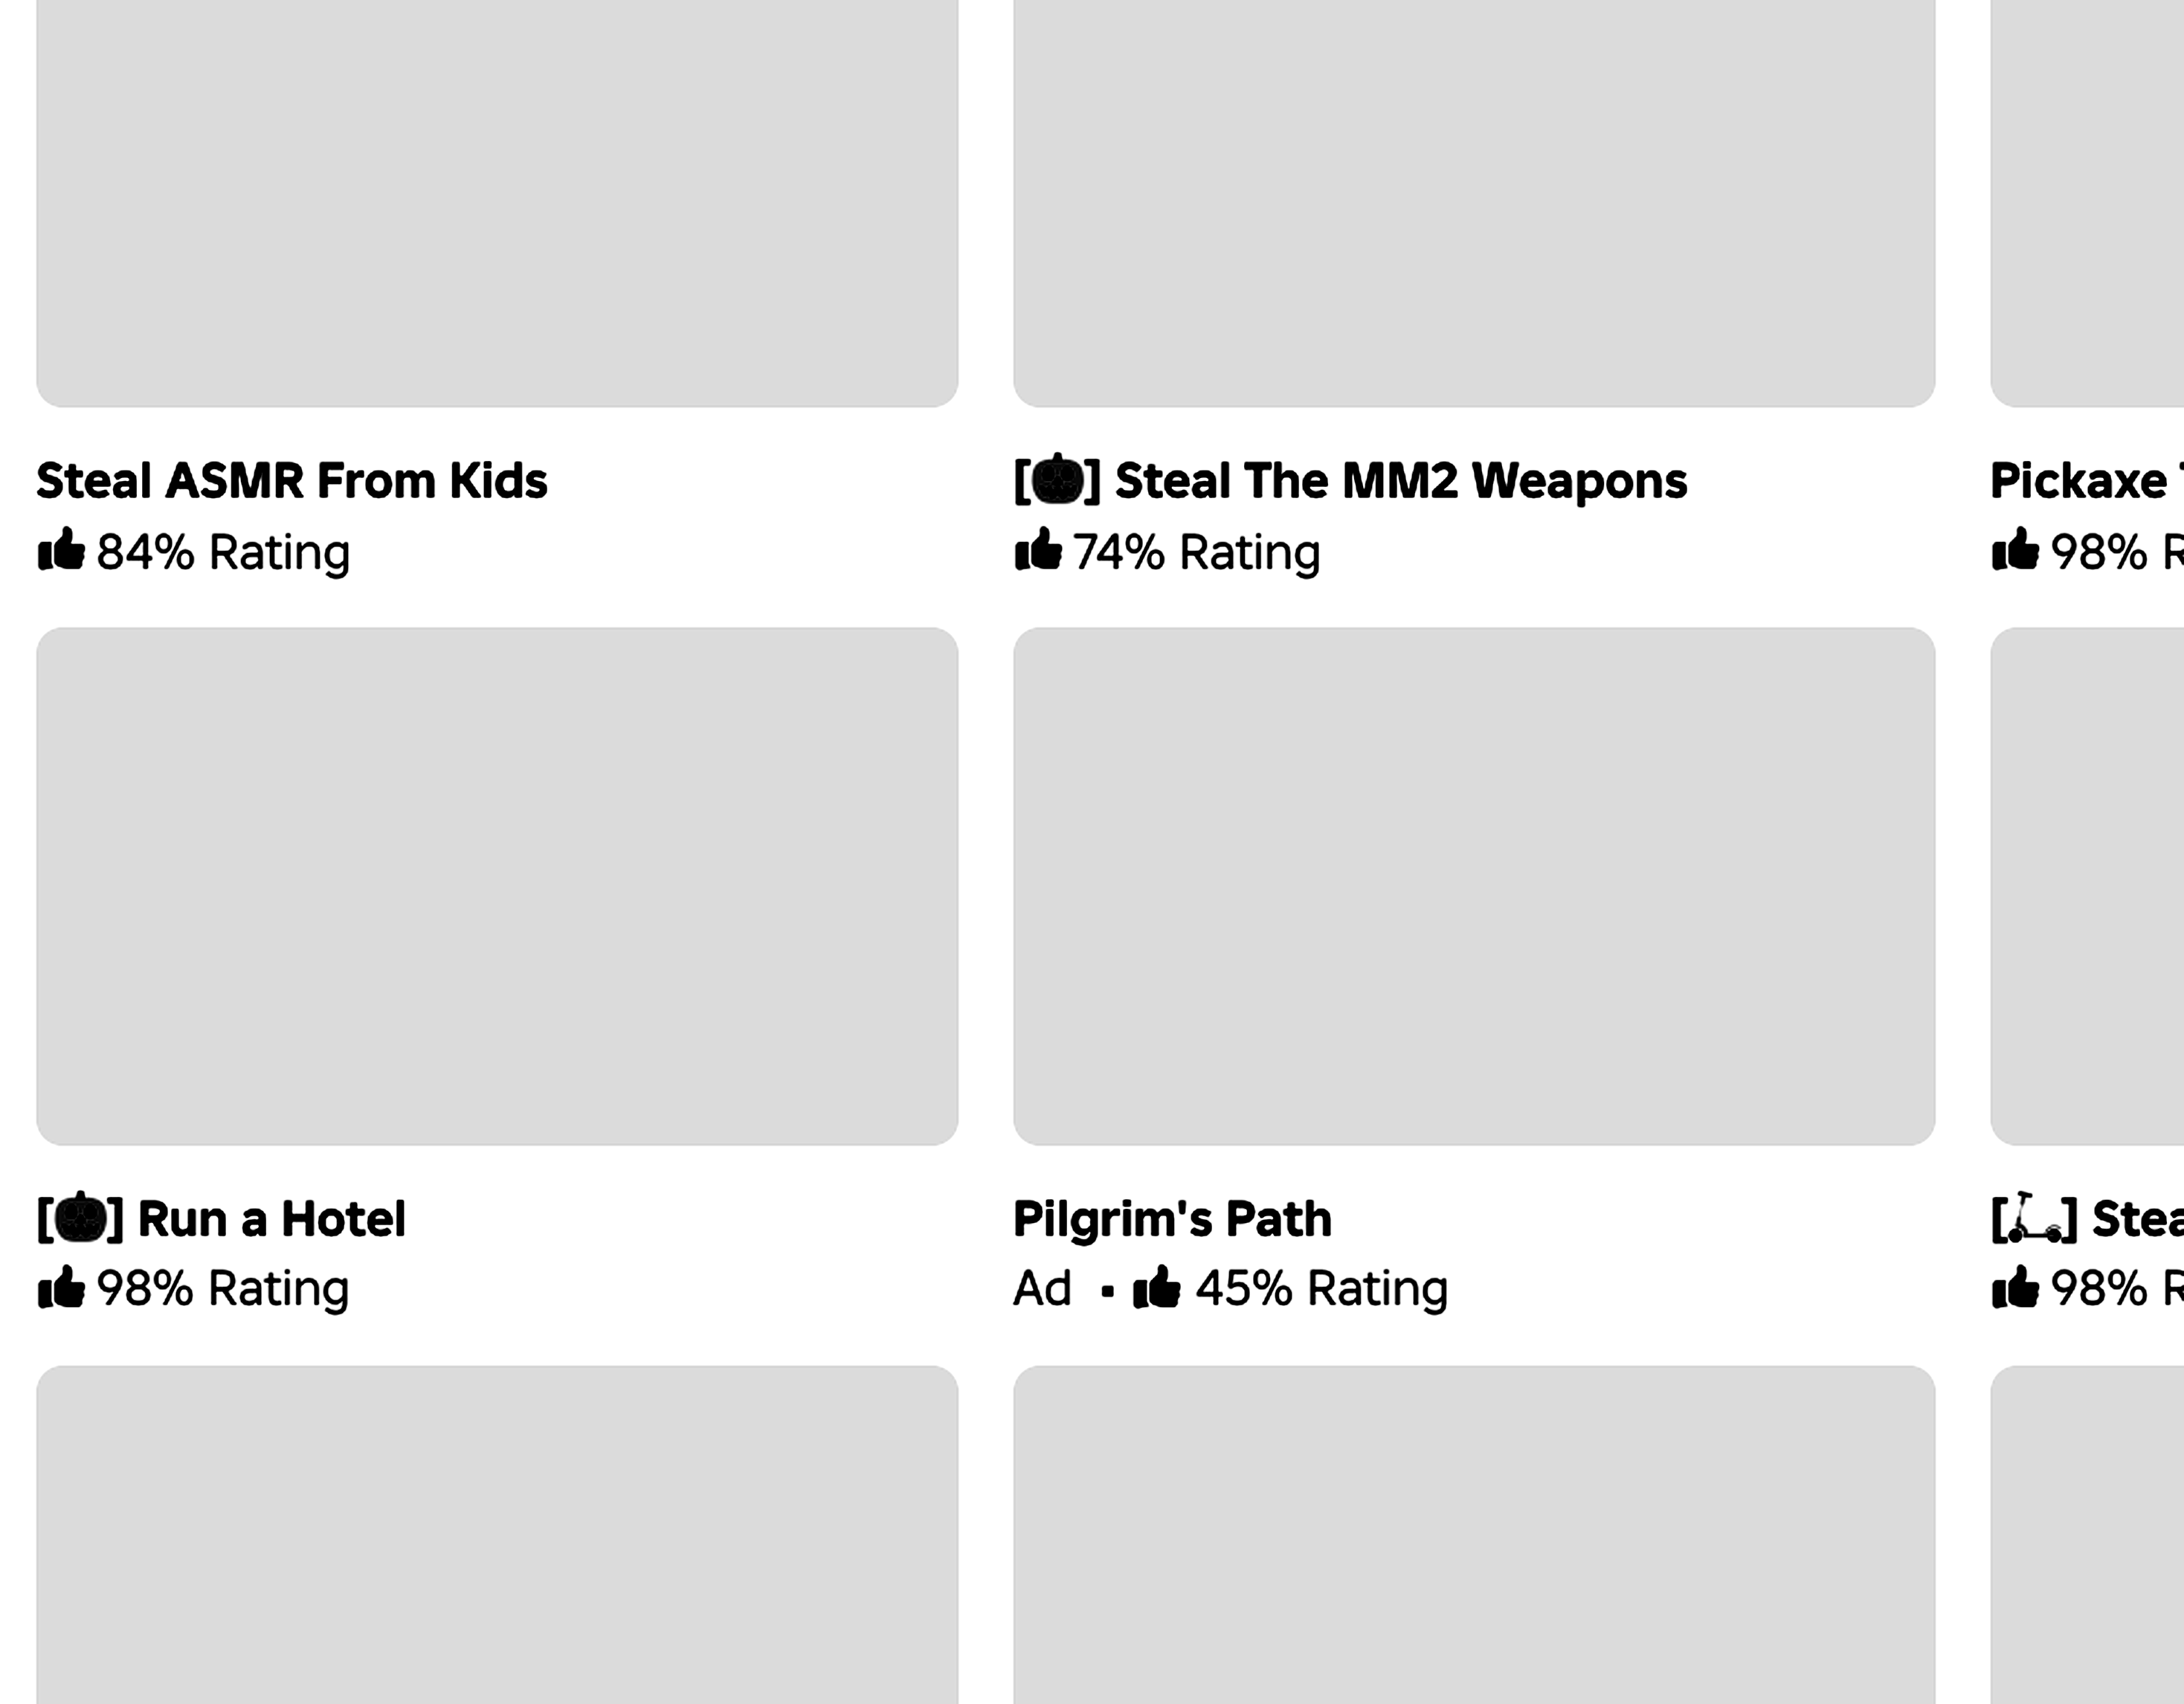 Steal ASMR From Kids
84% Rating
[🎃] Steal The MM2 Weapons
74% Rating
Pickaxe
98%
[🎃] Run a Hotel
98% Rating
Pilgrim's Path
Ad · 45% Rating
[🛴]
98%